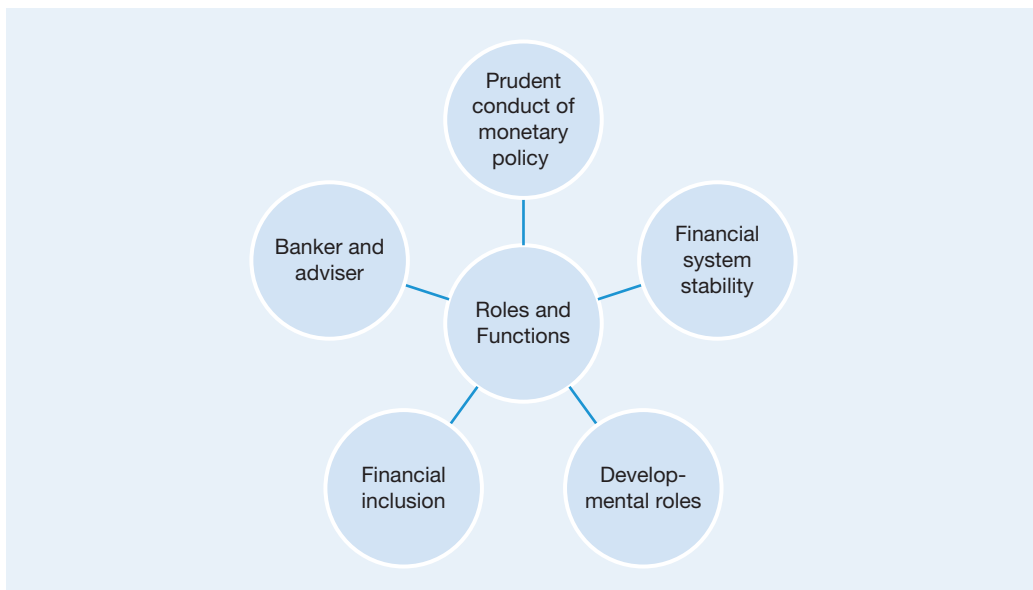 Prudent
conduct of
monetary
policy
Banker and
adviser
Financial
system
stability
Roles and
Functions
Financial
inclusion
Develop-
mental roles